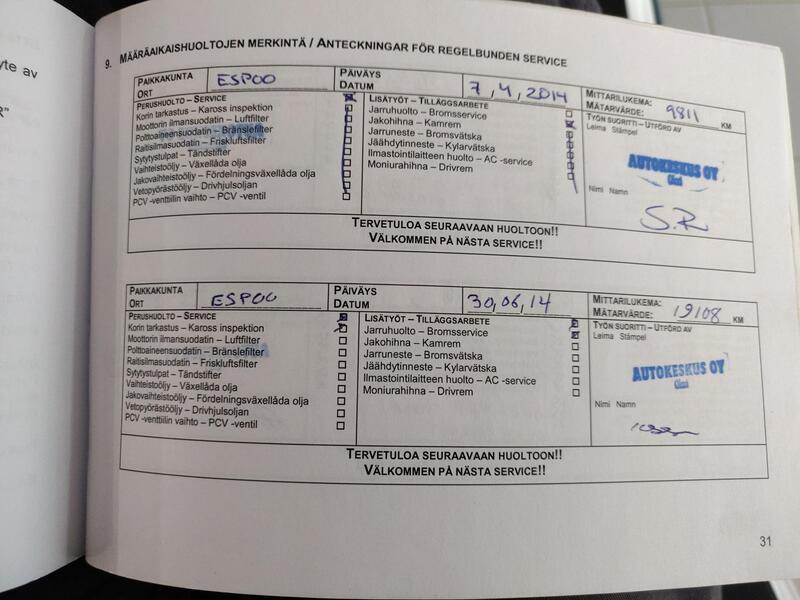 yte av
R"
9. MÄÄRÄAIKAISHUOLTOJEN MERKINTÄ / ANTECKNINGAR FÖR REGELBUNDEN SERVICE
PAIKKAKUNTA
ORT
ESPOO
PÄIVÄYS
DATUM
7,4,2014
MITTARILUKEMA:
MÄTARVÄRDE:
9811 KM
PERUSHUOLTO – SERVICE
Korin tarkastus – Kaross inspektion
Moottorin ilmansuodatin – Luftfilter
Polttoaineensuodatin – Bränslefilter
Raitisilmasuodatin – Friskluftsfilter
Sytytystulpat – Tändstifter
Vaihteistoöljy – Växellåda olja
Jakovaihteistoöljy – Fördelningsväxellåda olja
Vetopyörästööljy – Drivhjulsoljan
PCV -venttiilin vaihto – PCV -ventil
LISÄTYÖT – TILLÄGGSARBETE
Jarruhuolto – Bromsservice
Jakohihna – Kamrem
Jarruneste – Bromsvätska
Jäähdytinneste – Kylarvätska
Ilmastointilaitteen huolto – AC -service
Moniurahihna – Drivrem
TYÖN SUORITTI – UTFÖRD AV
Leima Stämpel
AUTOKESKUS OY
Olari
Nimi Namn
S.R
TERVETULOA SEURAAVAAN HUOLTOON!!
VÄLKOMMEN PÅ NÄSTA SERVICE!!
PAIKKAKUNTA
ORT
ESPOO
PÄIVÄYS
DATUM
30,06,14
MITTARILUKEMA:
MÄTARVÄRDE:
19108 KM
PERUSHUOLTO – SERVICE
Korin tarkastus – Kaross inspektion
Moottorin ilmansuodatin – Luftfilter
Polttoaineensuodatin – Bränslefilter
Raitisilmasuodatin – Friskluftsfilter
Sytytystulpat – Tändstifter
Vaihteistoöljy – Växellåda olja
Jakovaihteistoöljy – Fördelningsväxellåda olja
Vetopyörästööljy – Drivhjulsoljan
PCV -venttiilin vaihto – PCV -ventil
LISÄTYÖT – TILLÄGGSARBETE
Jarruhuolto – Bromsservice
Jakohihna – Kamrem
Jarruneste – Bromsvätska
Jäähdytinneste – Kylarvätska
Ilmastointilaitteen huolto – AC -service
Moniurahihna – Drivrem
TYÖN SUORITTI – UTFÖRD AV
Leima Stämpel
AUTOKESKUS OY
Olari
Nimi Namn
TERVETULOA SEURAAVAAN HUOLTOON!!
VÄLKOMMEN PÅ NÄSTA SERVICE!!
31